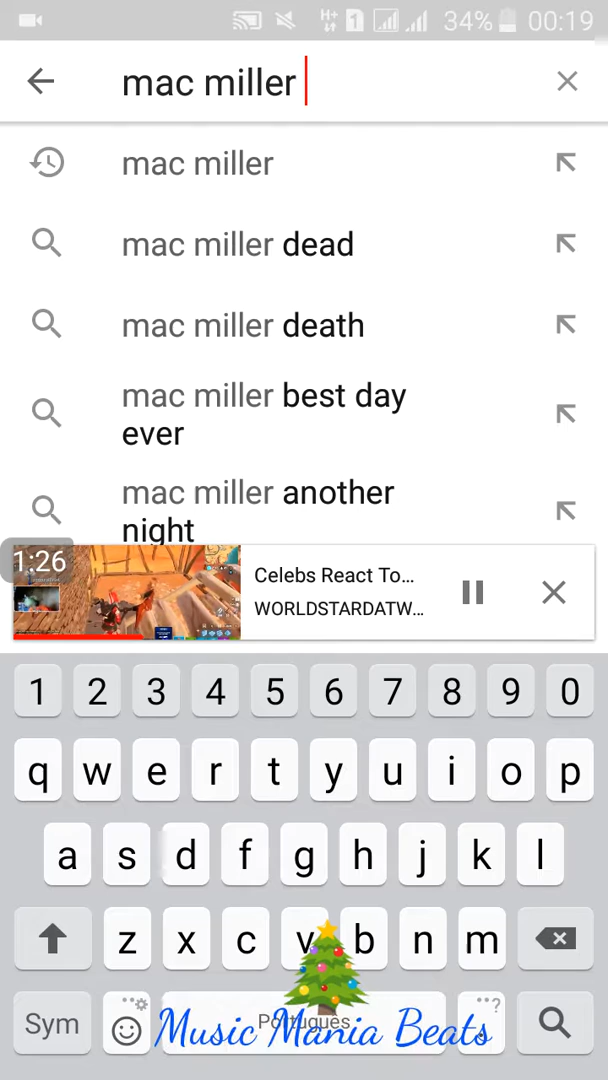 H+ 1 34% 00:19
mac miller
mac miller
mac miller dead
mac miller death
mac miller best day
ever
mac miller another
night
1:26
Celebs React To...
WORLDSTARDATW...
1 2 3 4 5 6 7 8 9 0
q w e r t y u i o p
a s d f g h j k l
z x c v b n m
Sym Português ...?
Music Mania Beats